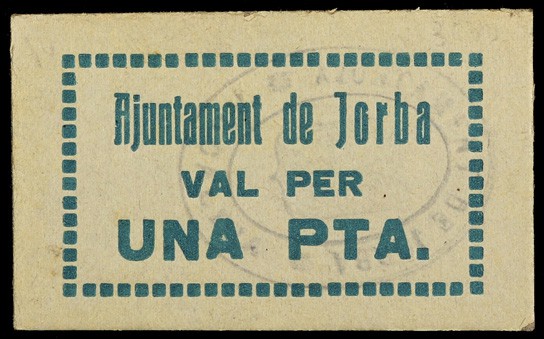 Ajuntament de Jorba
VAL PER
UNA PTA.